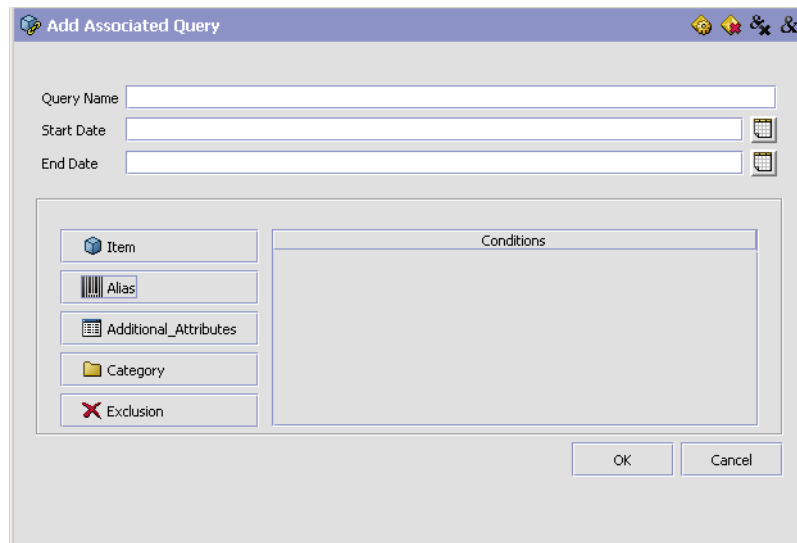 Add Associated Query
Query Name
Start Date
End Date
Item
Conditions
Alias
Additional_Attributes
Category
Exclusion
OK
Cancel